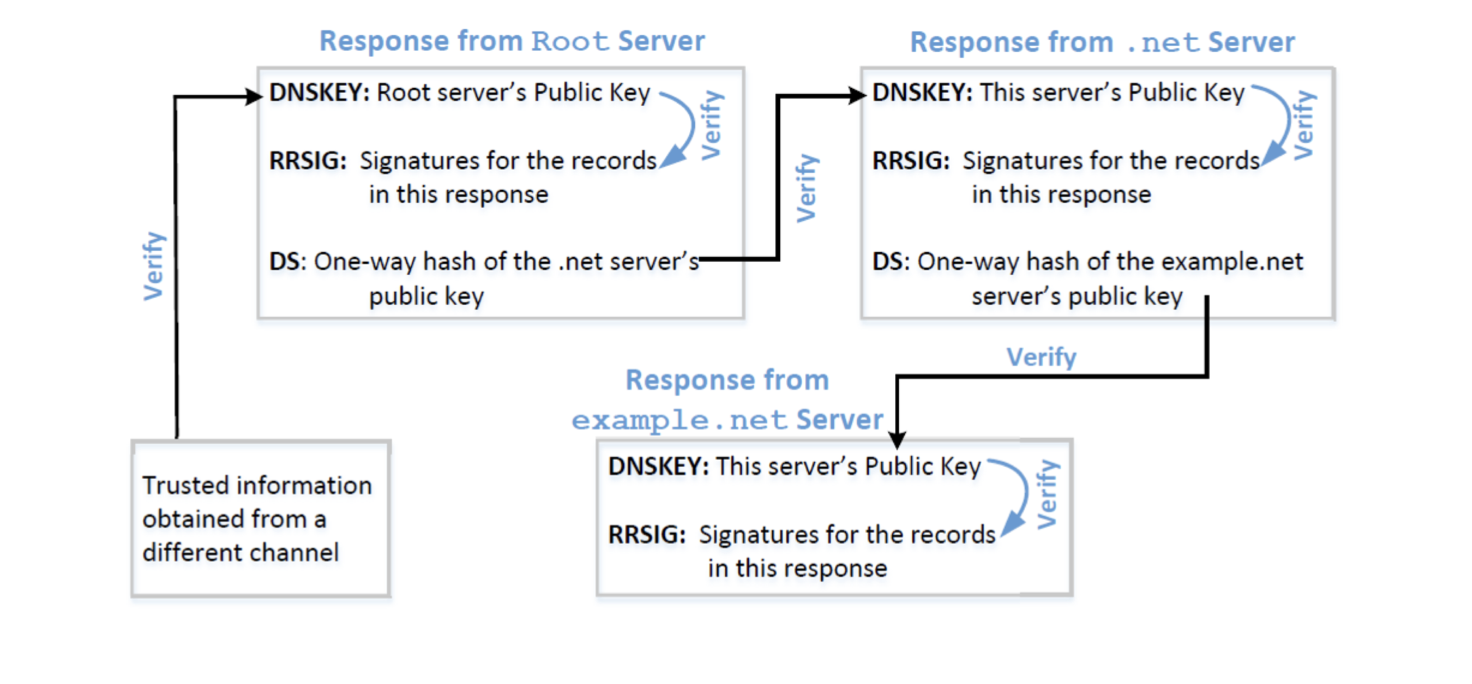 Response from Root Server
DNSKEY: Root server’s Public Key
Verify
RRSIG: Signatures for the records
in this response
DS: One-way hash of the .net server’s
public key
Verify
Verify
Response from .net Server
DNSKEY: This server’s Public Key
Verify
RRSIG: Signatures for the records
in this response
DS: One-way hash of the example.net
server’s public key
Verify
Response from
example.net Server
DNSKEY: This server’s Public Key
Verify
RRSIG: Signatures for the records
in this response
Trusted information
obtained from a
different channel